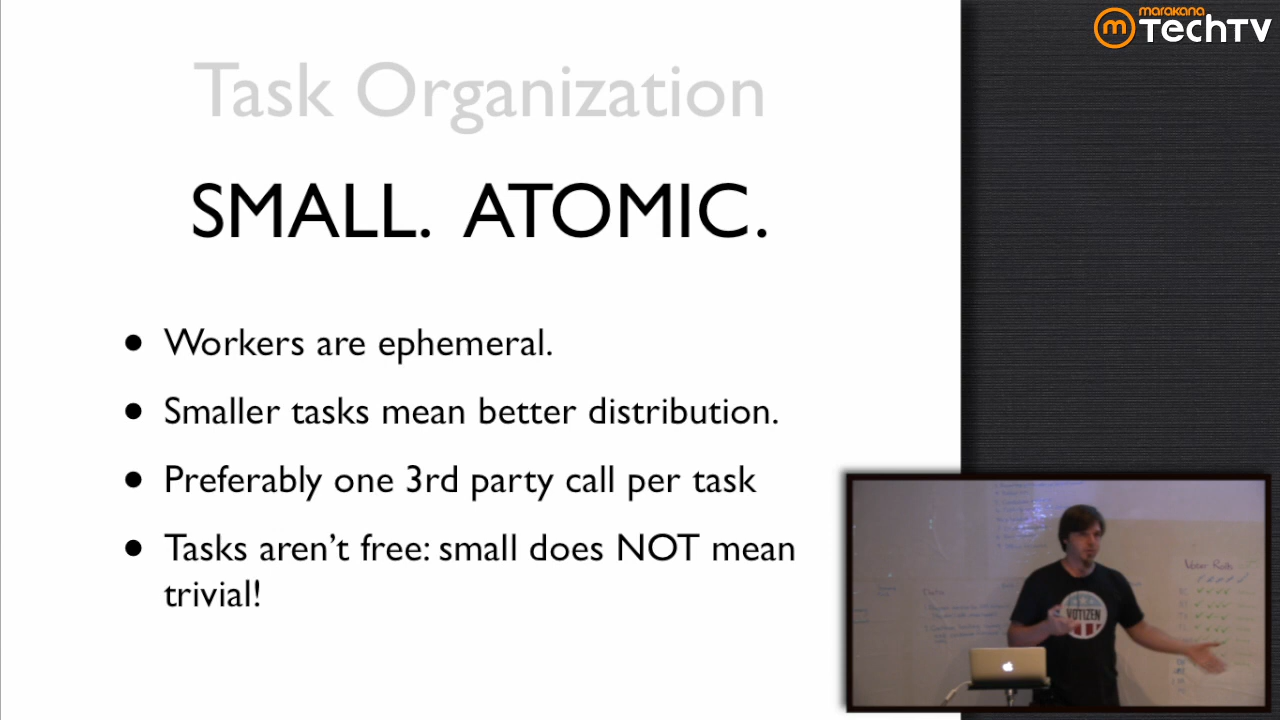 marakana
TechTV
Task Organization
SMALL. ATOMIC.
• Workers are ephemeral.
• Smaller tasks mean better distribution.
• Preferably one 3rd party call per task
• Tasks aren’t free: small does NOT mean
trivial!
VOTIZEN